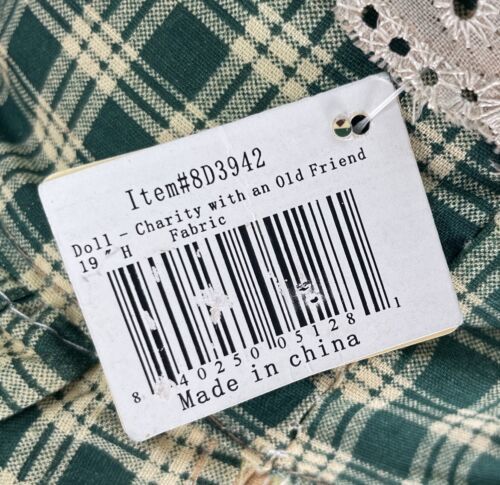 Item#8D3942
Doll - Charity with an Old Friend
19" H Fabric
8 40250 05128 1
Made in china